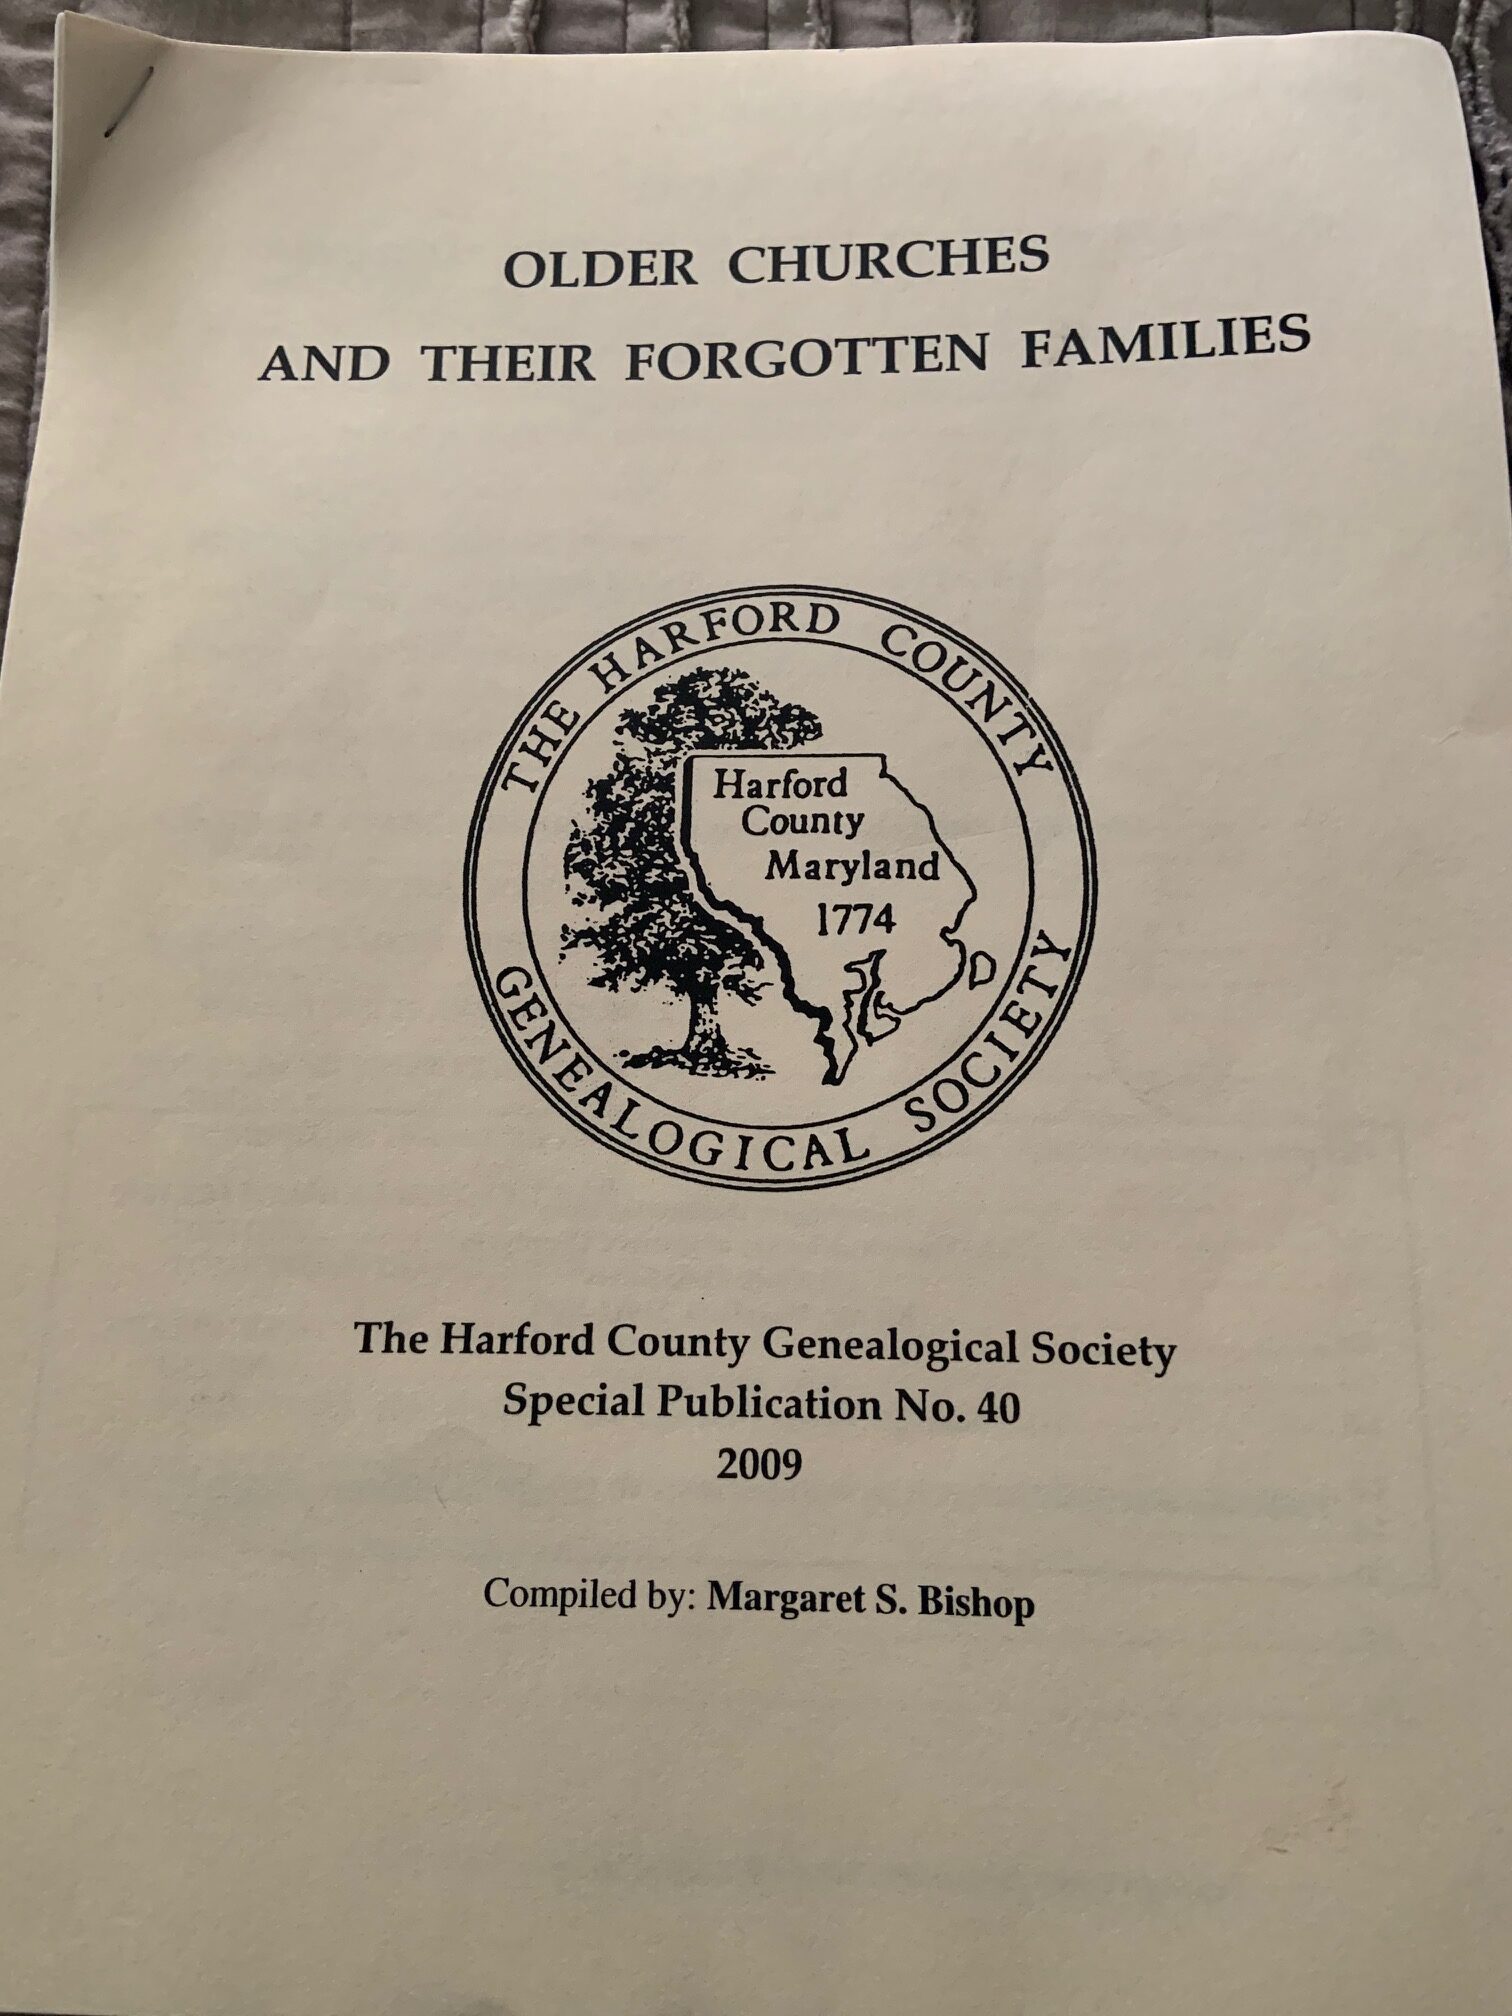 OLDER CHURCHES
AND THEIR FORGOTTEN FAMILIES
THE HARFORD COUNTY
GENEALOGICAL SOCIETY
Harford
County
Maryland
1774
The Harford County Genealogical Society
Special Publication No. 40
2009
Compiled by: Margaret S. Bishop